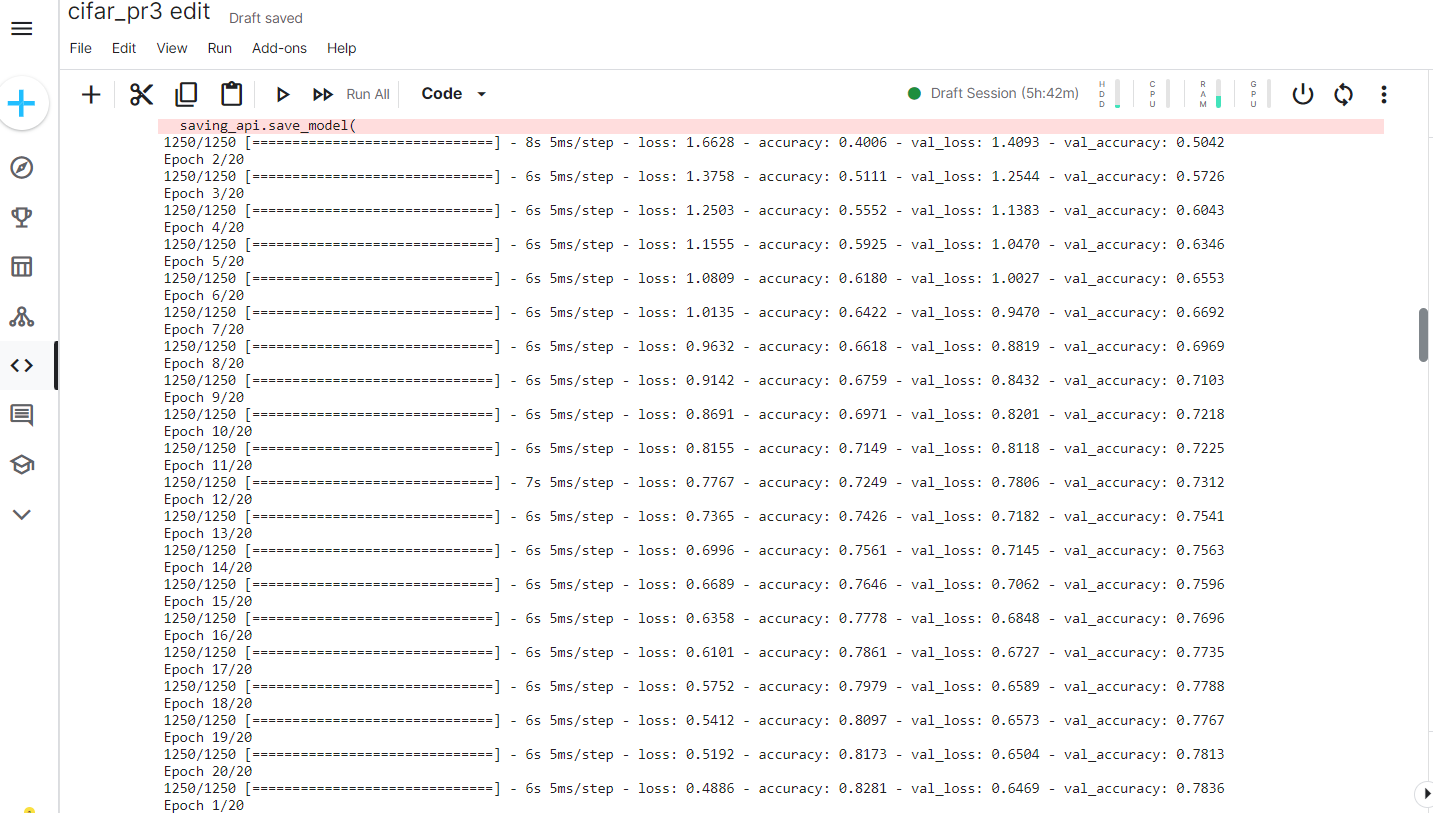 cifar_pr3 edit Draft saved
File Edit View Run Add-ons Help
Run All Code Draft Session (5h:42m) HDD CPU RAM GPU
saving_api.save_model(
1250/1250 [==============================] - 8s 5ms/step - loss: 1.6628 - accuracy: 0.4006 - val_loss: 1.4093 - val_accuracy: 0.5042
Epoch 2/20
1250/1250 [==============================] - 6s 5ms/step - loss: 1.3758 - accuracy: 0.5111 - val_loss: 1.2544 - val_accuracy: 0.5726
Epoch 3/20
1250/1250 [==============================] - 6s 5ms/step - loss: 1.2503 - accuracy: 0.5552 - val_loss: 1.1383 - val_accuracy: 0.6043
Epoch 4/20
1250/1250 [==============================] - 6s 5ms/step - loss: 1.1555 - accuracy: 0.5925 - val_loss: 1.0470 - val_accuracy: 0.6346
Epoch 5/20
1250/1250 [==============================] - 6s 5ms/step - loss: 1.0809 - accuracy: 0.6180 - val_loss: 1.0027 - val_accuracy: 0.6553
Epoch 6/20
1250/1250 [==============================] - 6s 5ms/step - loss: 1.0135 - accuracy: 0.6422 - val_loss: 0.9470 - val_accuracy: 0.6692
Epoch 7/20
1250/1250 [==============================] - 6s 5ms/step - loss: 0.9632 - accuracy: 0.6618 - val_loss: 0.8819 - val_accuracy: 0.6969
Epoch 8/20
1250/1250 [==============================] - 6s 5ms/step - loss: 0.9142 - accuracy: 0.6759 - val_loss: 0.8432 - val_accuracy: 0.7103
Epoch 9/20
1250/1250 [==============================] - 6s 5ms/step - loss: 0.8691 - accuracy: 0.6971 - val_loss: 0.8201 - val_accuracy: 0.7218
Epoch 10/20
1250/1250 [==============================] - 6s 5ms/step - loss: 0.8155 - accuracy: 0.7149 - val_loss: 0.8118 - val_accuracy: 0.7225
Epoch 11/20
1250/1250 [==============================] - 7s 5ms/step - loss: 0.7767 - accuracy: 0.7249 - val_loss: 0.7806 - val_accuracy: 0.7312
Epoch 12/20
1250/1250 [==============================] - 6s 5ms/step - loss: 0.7365 - accuracy: 0.7426 - val_loss: 0.7182 - val_accuracy: 0.7541
Epoch 13/20
1250/1250 [==============================] - 6s 5ms/step - loss: 0.6996 - accuracy: 0.7561 - val_loss: 0.7145 - val_accuracy: 0.7563
Epoch 14/20
1250/1250 [==============================] - 6s 5ms/step - loss: 0.6689 - accuracy: 0.7646 - val_loss: 0.7062 - val_accuracy: 0.7596
Epoch 15/20
1250/1250 [==============================] - 6s 5ms/step - loss: 0.6358 - accuracy: 0.7778 - val_loss: 0.6848 - val_accuracy: 0.7696
Epoch 16/20
1250/1250 [==============================] - 6s 5ms/step - loss: 0.6101 - accuracy: 0.7861 - val_loss: 0.6727 - val_accuracy: 0.7735
Epoch 17/20
1250/1250 [==============================] - 6s 5ms/step - loss: 0.5752 - accuracy: 0.7979 - val_loss: 0.6589 - val_accuracy: 0.7788
Epoch 18/20
1250/1250 [==============================] - 6s 5ms/step - loss: 0.5412 - accuracy: 0.8097 - val_loss: 0.6573 - val_accuracy: 0.7767
Epoch 19/20
1250/1250 [==============================] - 6s 5ms/step - loss: 0.5192 - accuracy: 0.8173 - val_loss: 0.6504 - val_accuracy: 0.7813
Epoch 20/20
1250/1250 [==============================] - 6s 5ms/step - loss: 0.4886 - accuracy: 0.8281 - val_loss: 0.6469 - val_accuracy: 0.7836
Epoch 1/20